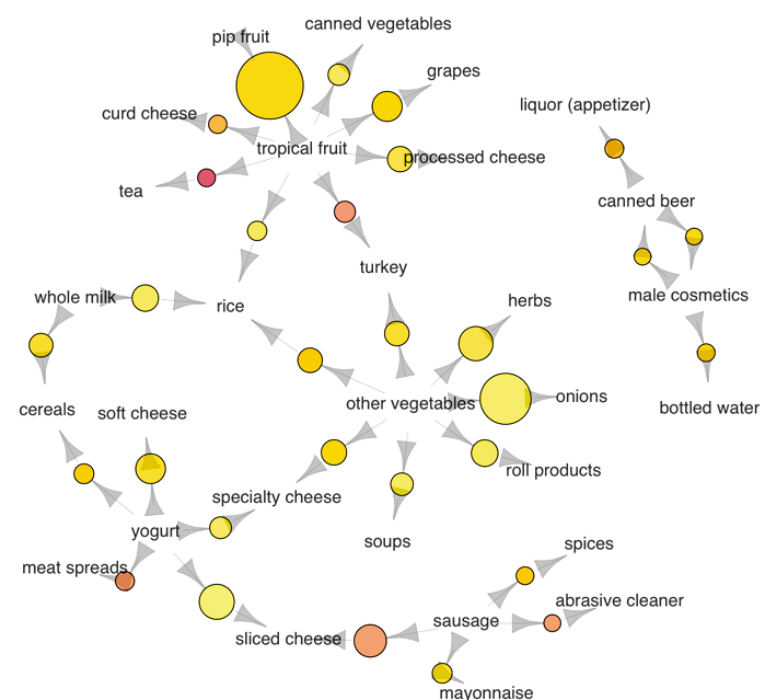 canned vegetables
pip fruit
grapes
liquor (appetizer)
curd cheese
tropical fruit
processed cheese
tea
canned beer
turkey
whole milk
rice
herbs
male cosmetics
other vegetables
onions
cereals
soft cheese
bottled water
roll products
specialty cheese
yogurt
soups
spices
meat spreads
abrasive cleaner
sausage
sliced cheese
mayonnaise